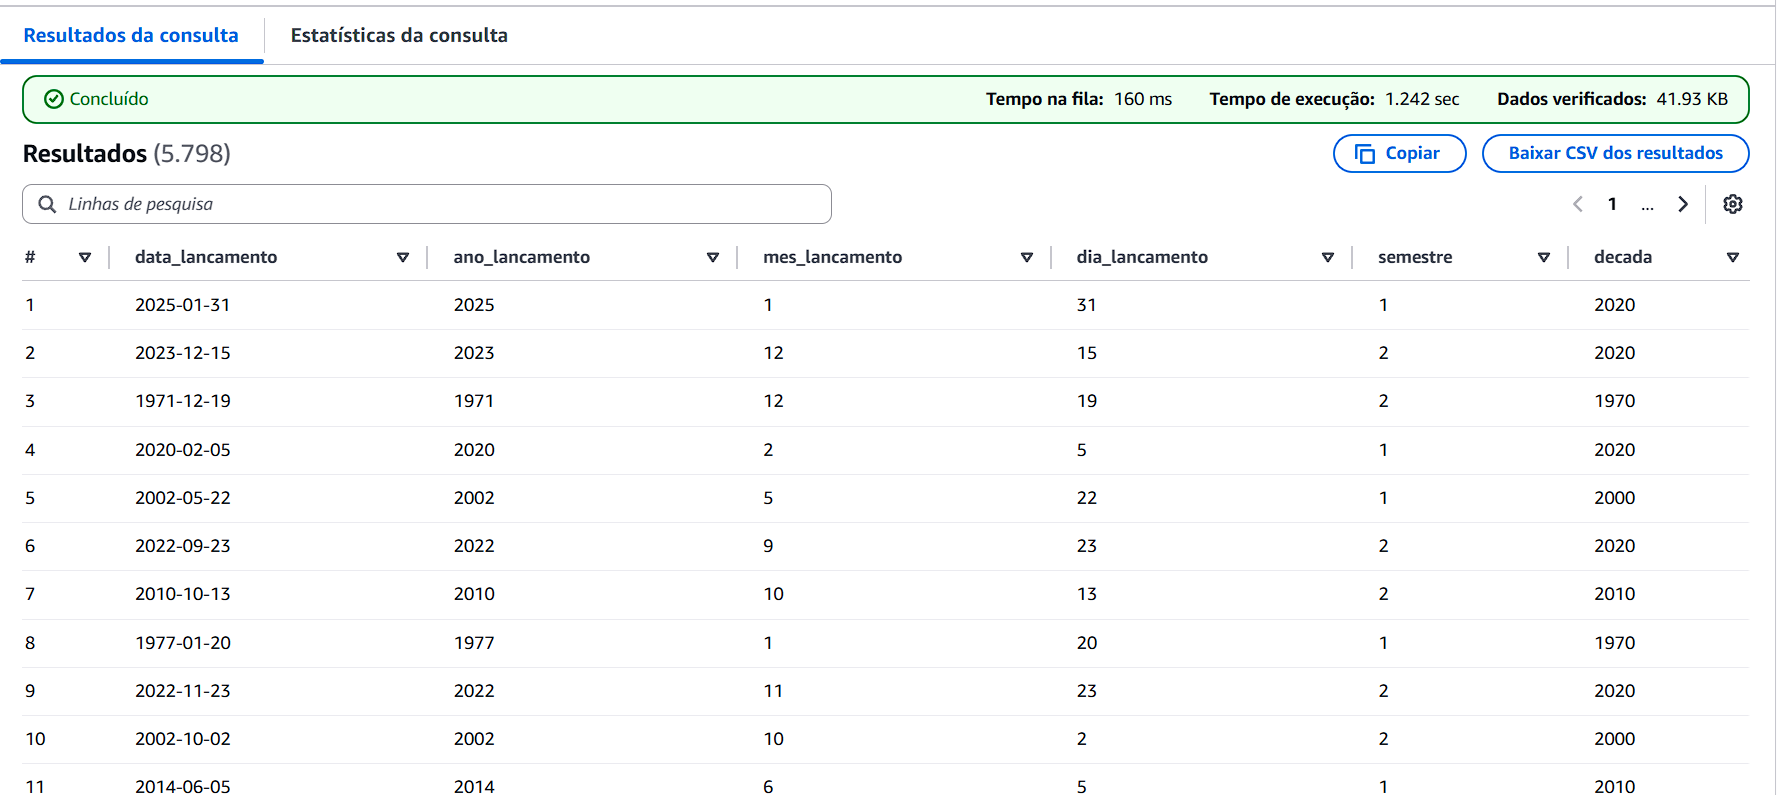 Resultados da consulta Estatísticas da consulta
Concluído Tempo na fila: 160 ms Tempo de execução: 1.242 sec Dados verificados: 41.93 KB
Resultados (5.798) Copiar Baixar CSV dos resultados
Linhas de pesquisa 1 ...
# data_lancamento ano_lancamento mes_lancamento dia_lancamento semestre decada
1 2025-01-31 2025 1 31 1 2020
2 2023-12-15 2023 12 15 2 2020
3 1971-12-19 1971 12 19 2 1970
4 2020-02-05 2020 2 5 1 2020
5 2002-05-22 2002 5 22 1 2000
6 2022-09-23 2022 9 23 2 2020
7 2010-10-13 2010 10 13 2 2010
8 1977-01-20 1977 1 20 1 1970
9 2022-11-23 2022 11 23 2 2020
10 2002-10-02 2002 10 2 2 2000
11 2014-06-05 2014 6 5 1 2010